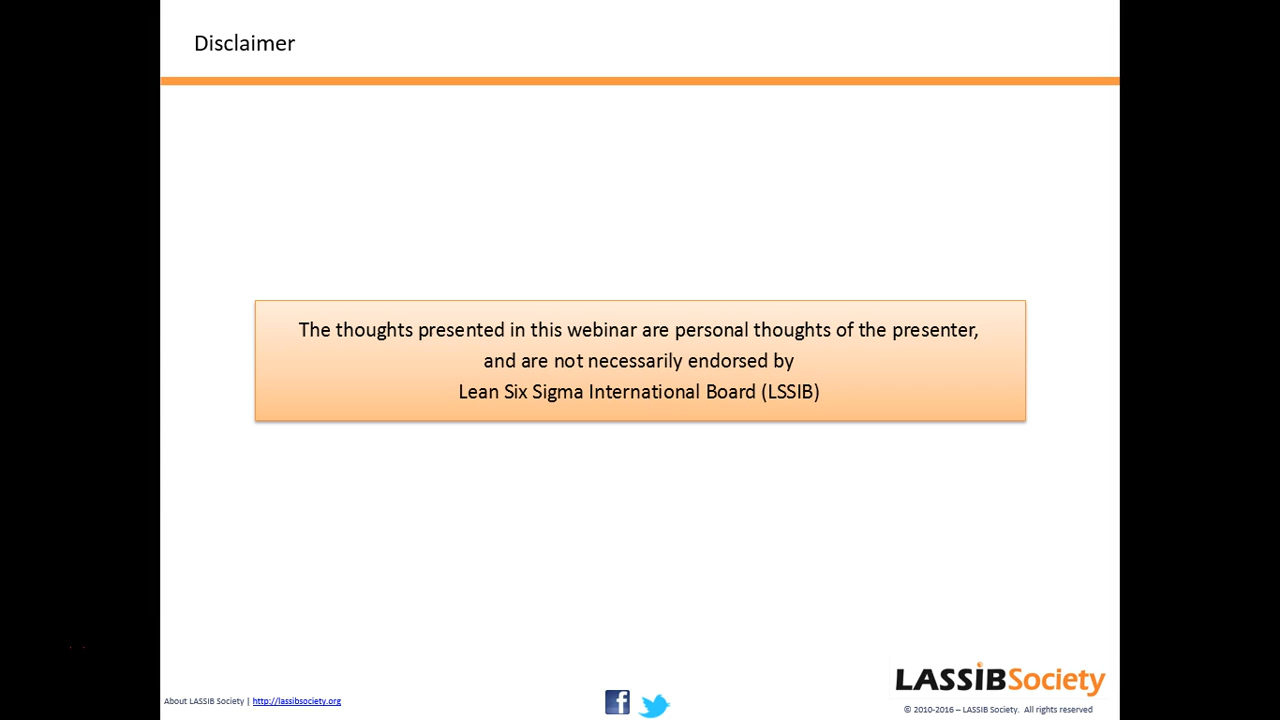 Disclaimer
The thoughts presented in this webinar are personal thoughts of the presenter,
and are not necessarily endorsed by
Lean Six Sigma International Board (LSSIB)
LASSiBSociety
About LASSIB Society | http://lassibsociety.org
© 2010-2016 – LASSIB Society. All rights reserved